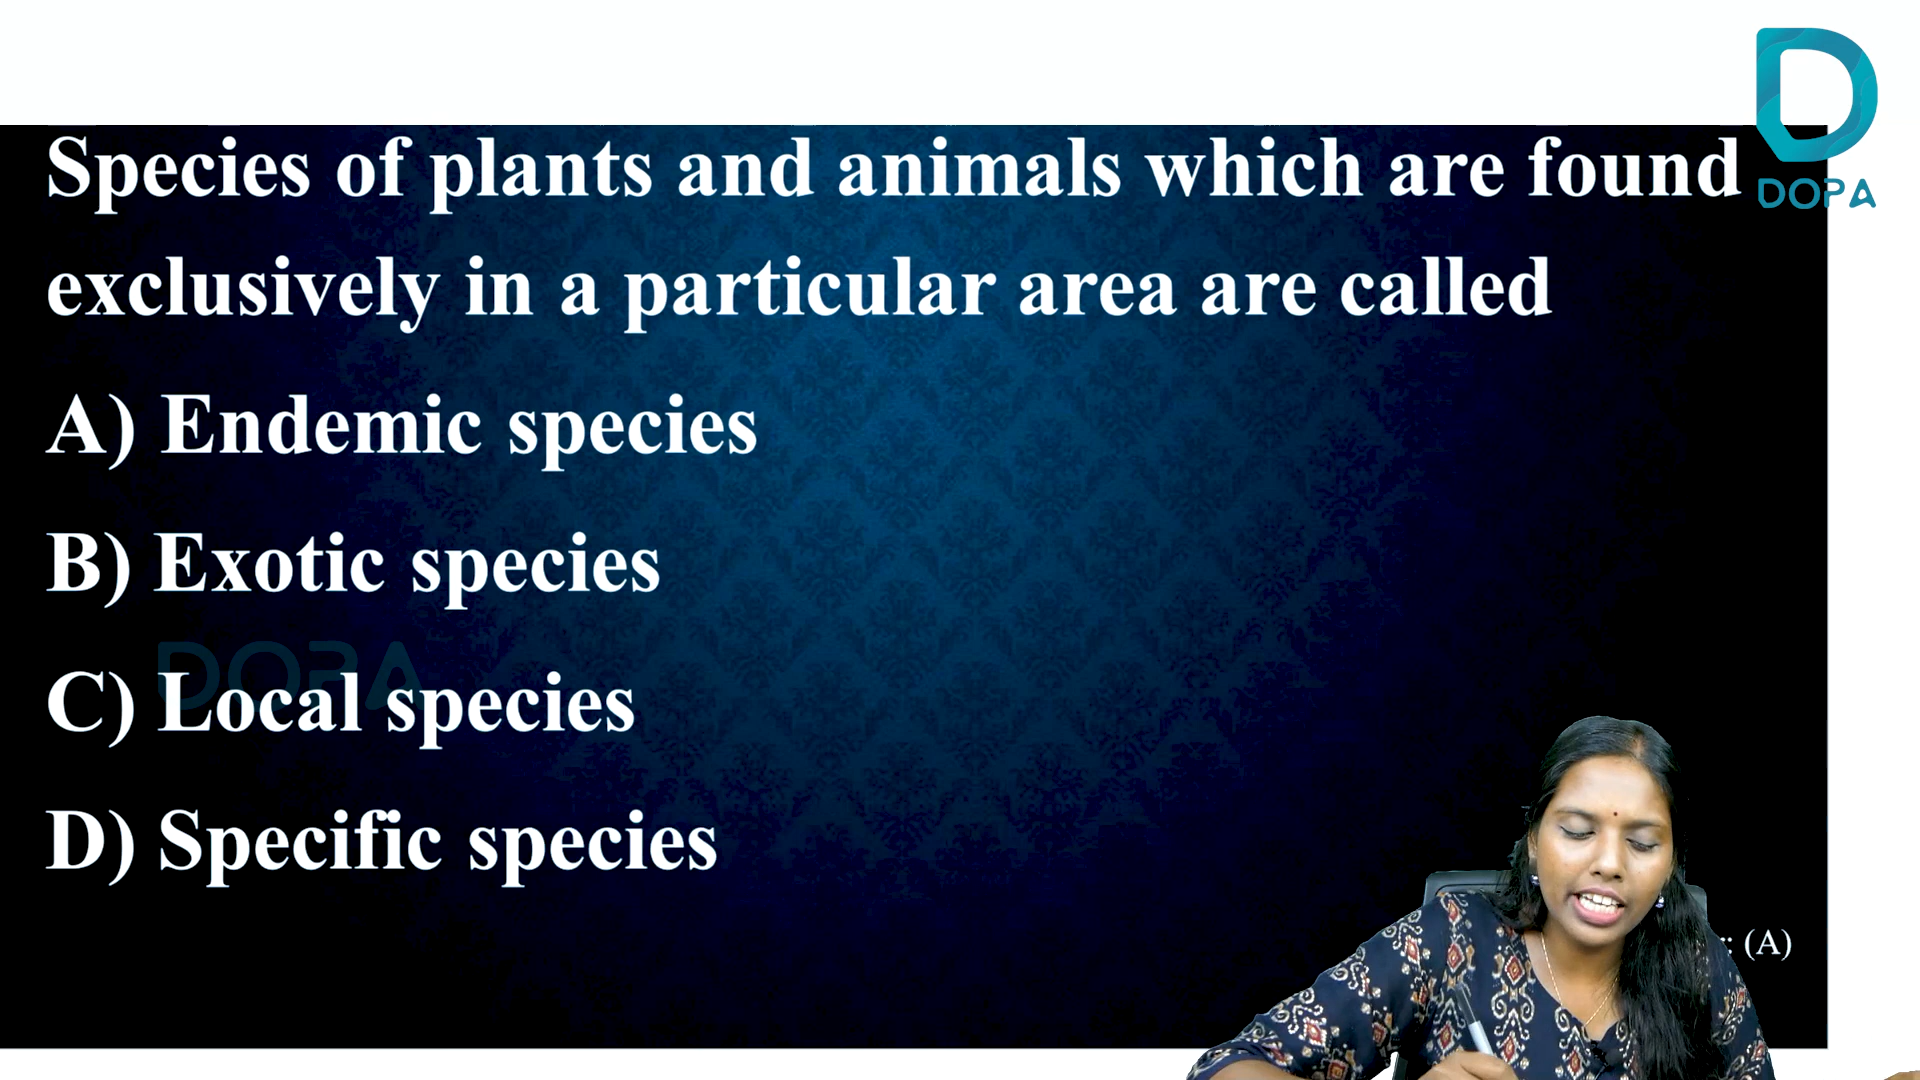 DOPA
Species of plants and animals which are found
exclusively in a particular area are called
A) Endemic species
B) Exotic species
DOPA
C) Local species
D) Specific species
: (A)